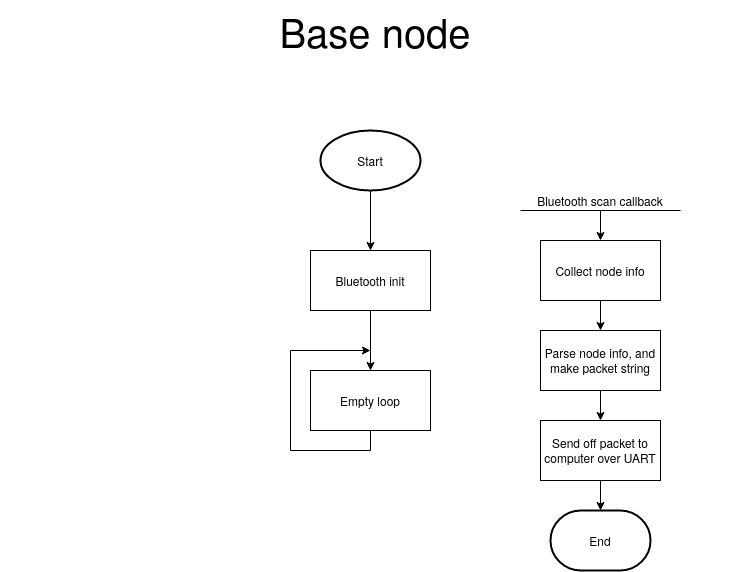 Base node
Start
Bluetooth init
Empty loop
Bluetooth scan callback
Collect node info
Parse node info, and
make packet string
Send off packet to
computer over UART
End